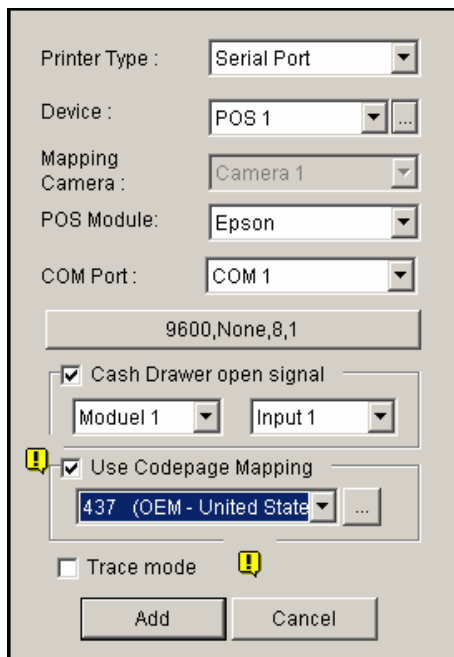 Printer Type : Serial Port
Device : POS 1 ...
Mapping
Camera : Camera 1
POS Module: Epson
COM Port : COM 1
9600,None,8,1
Cash Drawer open signal
Moduel 1 Input 1
! Use Codepage Mapping
437 (OEM - United State ...
Trace mode !
Add Cancel